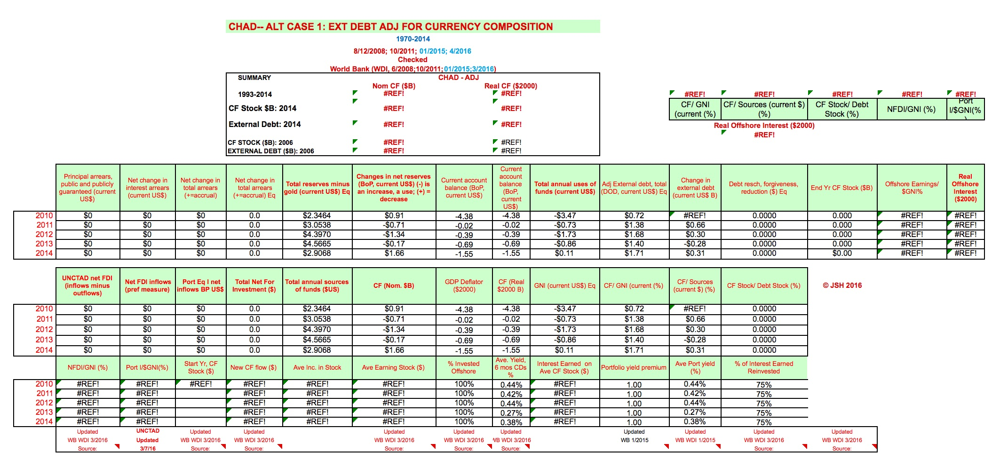 CHAD-- ALT CASE 1: EXT DEBT ADJ FOR CURRENCY COMPOSITION
1970-2014
8/12/2008; 10/2011; 01/2015; 4/2016
Checked
World Bank (WDI, 6/2008;10/2011;01/2015;3/2016)
SUMMARY CHAD - ADJ
Nom CF ($B) Real CF ($2000)
1993-2014 #REF! #REF!
CF Stock $B: 2014 #REF! #REF!
External Debt: 2014 #REF! #REF!
CF STOCK ($B): 2006 #REF! #REF!
EXTERNAL DEBT ($B): 2006 #REF! #REF!
#REF! #REF! #REF! #REF! #REF!
CF/ GNI (current (%) CF/ Sources (current $) (%) CF Stock/ Debt Stock (%) NFDI/GNI (%) Port I/$GNI(% )
Real Offshore Interest ($2000)
#REF!
Principal arrears, public and publicly guaranteed (current US$) Net change in interest arrears (current US$) Net change in total arrears (+=accrual) Net change in total arrears (+=accrual) Eq Total reserves minus gold (current US$) Eq Changes in net reserves (BoP, current US$) (-) is an increase, a use; (+) = decrease Current account balance (BoP, current US$) Current account balance (BoP, current US$) Total annual uses of funds (current US$) Adj External debt, total (DOD, current US$) Eq Change in external debt (current US$ B) Debt resch, forgiveness, reduction ($) Eq End Yr CF Stock ($B) Offshore Earnings/ $GNI% Real Offshore Interest ($2000)
2010 $0 $0 $0 0.0 $2.3464 $0.91 -4.38 -4.38 -$3.47 $0.72 #REF! 0.0000 0.000 #REF! #REF!
2011 $0 $0 $0 0.0 $3.0538 -$0.71 -0.02 -0.02 -$0.73 $1.38 $0.66 0.0000 0.000 #REF! #REF!
2012 $0 $0 $0 0.0 $4.3970 -$1.34 -0.39 -0.39 -$1.73 $1.68 $0.30 0.0000 0.000 #REF! #REF!
2013 $0 $0 $0 0.0 $4.5665 -$0.17 -0.69 -0.69 -$0.86 $1.40 -$0.28 0.0000 0.000 #REF! #REF!
2014 $0 $0 $0 0.0 $2.9068 $1.66 -1.55 -1.55 $0.11 $1.71 $0.31 0.0000 $0.00 #REF! #REF!
UNCTAD net FDI (inflows minus outflows) Net FDI inflows (pref measure) Port Eq I net inflows BP US$ Total Net For Investment ($) Total annual sources of funds ($US) CF (Nom. $B) GDP Deflator ($2000) CF (Real $2000 B) GNI (current US$) Eq CF/ GNI (current (%) CF/ Sources (current $) (%) CF Stock/ Debt Stock (%) © JSH 2016
2010 $0 $0 $0 0.0 $2.3464 $0.91 -4.38 -4.38 -$3.47 $0.72 #REF! 0.0000
2011 $0 $0 $0 0.0 $3.0538 -$0.71 -0.02 -0.02 -$0.73 $1.38 $0.66 0.0000
2012 $0 $0 $0 0.0 $4.3970 -$1.34 -0.39 -0.39 -$1.73 $1.68 $0.30 0.0000
2013 $0 $0 $0 0.0 $4.5665 -$0.17 -0.69 -0.69 -$0.86 $1.40 -$0.28 0.0000
2014 $0 $0 $0 0.0 $2.9068 $1.66 -1.55 -1.55 $0.11 $1.71 $0.31 0.0000
NFDI/GNI (%) Port I/$GNI(%) Start Yr, CF Stock ($) New CF flow ($) Ave Inc. in Stock Ave Earning Stock ($) % Invested Offshore Ave. Yield, 6 mos CDs % Interest Earned on Ave CF Stock ($) Portfolio yield premium Ave Port yield (%) % of Interest Earned Reinvested
2010 #REF! #REF! #REF! #REF! #REF! #REF! 100% 0.44% #REF! 1.00 0.44% 75%
2011 #REF! #REF! #REF! #REF! #REF! 100% 0.42% #REF! 1.00 0.42% 75%
2012 #REF! #REF! #REF! #REF! #REF! 100% 0.44% #REF! 1.00 0.44% 75%
2013 #REF! #REF! #REF! #REF! #REF! 100% 0.27% #REF! 1.00 0.27% 75%
2014 #REF! #REF! #REF! #REF! #REF! 100% 0.38% #REF! 1.00 0.38% 75%
Updated UNCTAD Updated Updated Updated Updated Updated Updated Updated Updated Updated
WB WDI 3/2016 Updated WB WDI 3/2016 WB WDI 3/2016 WB WDI 3/2016 WB WDI 3/2016 WB WDI 3/2016 WB 1/2015 WB WDI 1/2015 WB WDI 3/2016 WB WDI 3/2016
Source: 3/7/16 Source: Source: Source: Source: Source: Source: Source: